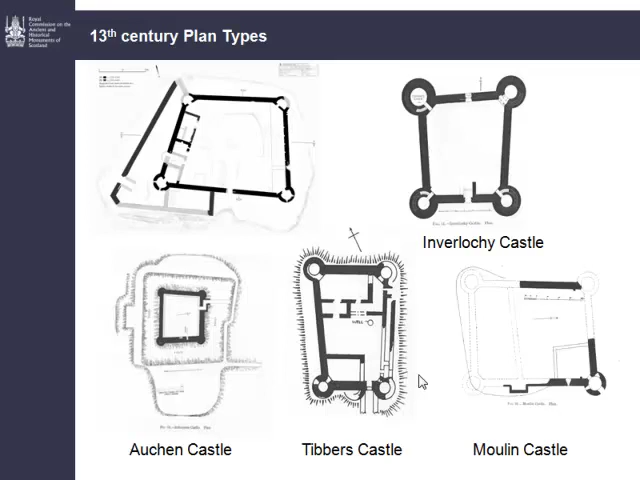 Royal
Commission on the
Ancient and
Historical
Monuments of
Scotland
13th century Plan Types
Inverlochy Castle
WELL
Auchen Castle
Tibbers Castle
Moulin Castle